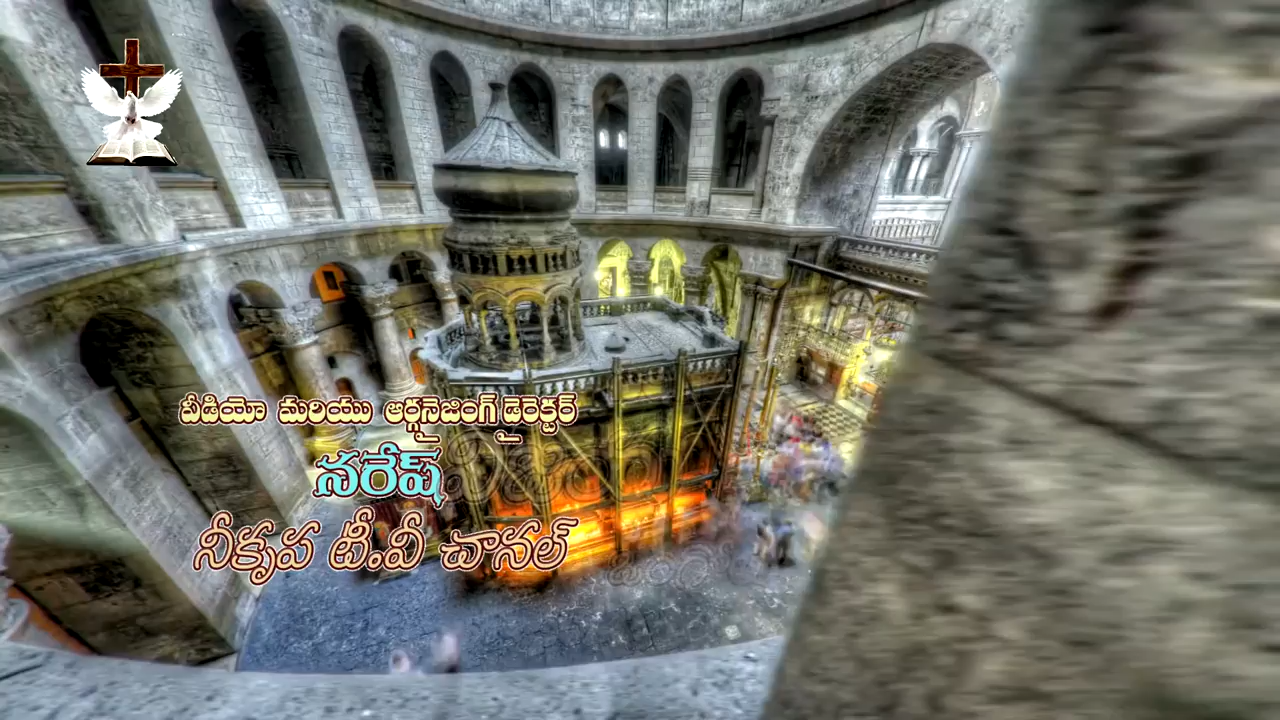 వీడియో మరియు ఆర్గనైజింగ్ డైరెక్టర్
నరేష్
నీకృప టీంవీ చానల్